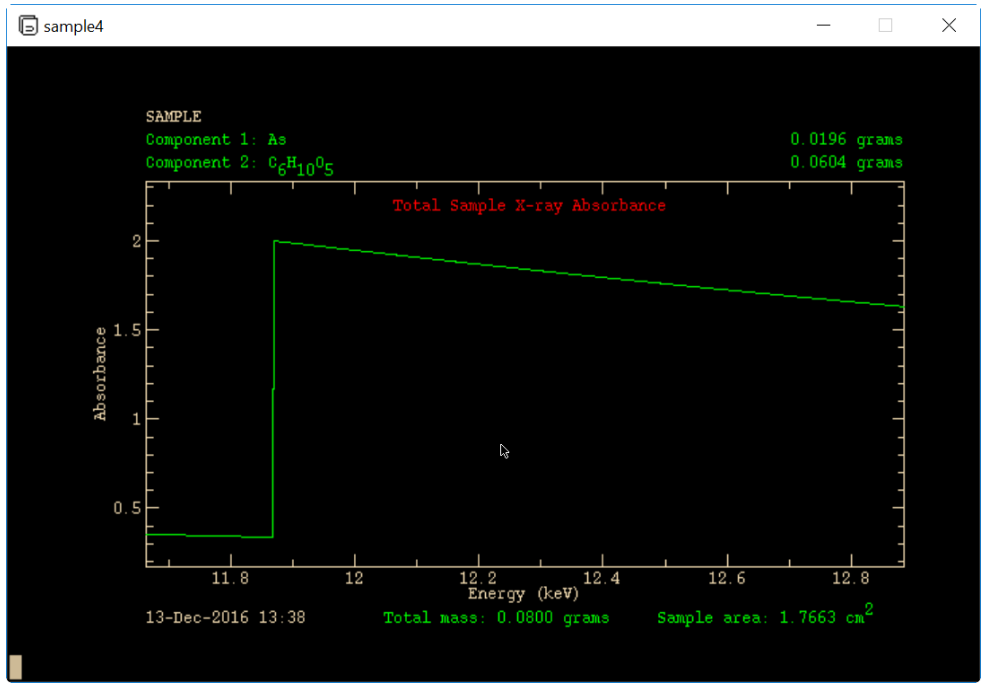 sample4
SAMPLE
Component 1: As 0.0196 grams
Component 2: C6H10O5 0.0604 grams
Total Sample X-ray Absorbance
2
1.5
1
0.5
Absorbance
11.8 12 12.2 12.4 12.6 12.8
Energy (keV)
13-Dec-2016 13:38 Total mass: 0.0800 grams Sample area: 1.7663 cm2